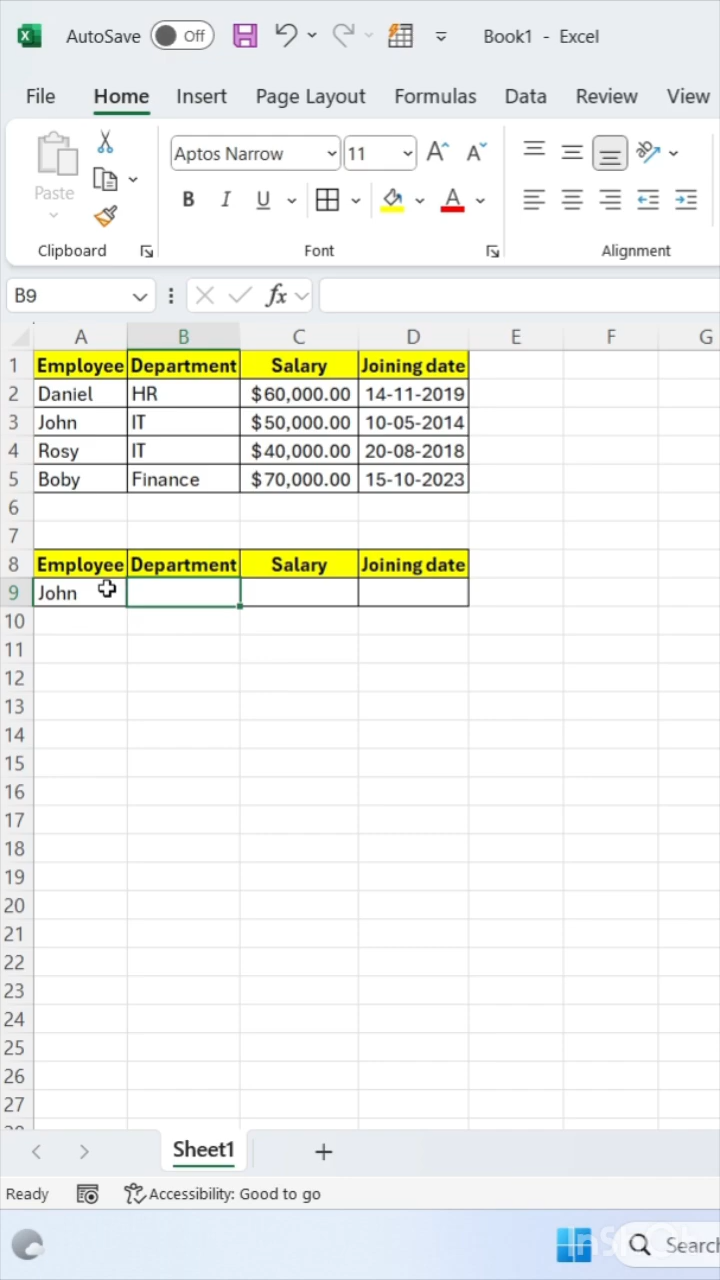 AutoSave Off Book1 - Excel
File Home Insert Page Layout Formulas Data Review View
Paste Aptos Narrow 11
B I U A
Clipboard Font Alignment
B9 fx
A B C D E F G
1 Employee Department Salary Joining date
2 Daniel HR $60,000.00 14-11-2019
3 John IT $50,000.00 10-05-2014
4 Rosy IT $40,000.00 20-08-2018
5 Boby Finance $70,000.00 15-10-2023
6
7
8 Employee Department Salary Joining date
9 John
10
11
12
13
14
15
16
17
18
19
20
21
22
23
24
25
26
27
Sheet1
Ready Accessibility: Good to go
Search